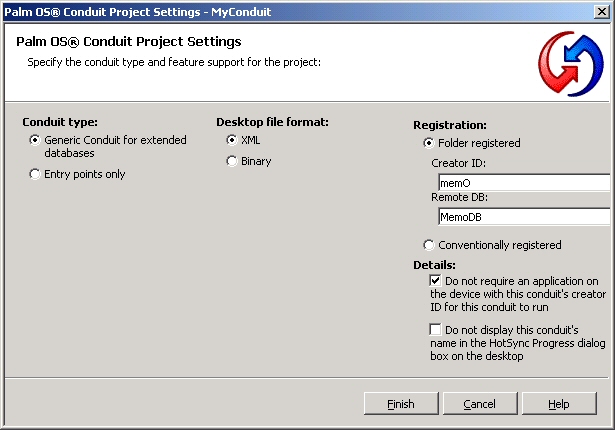 Palm OS® Conduit Project Settings - MyConduit
Palm OS® Conduit Project Settings
Specify the conduit type and feature support for the project:
Conduit type:
Generic Conduit for extended
databases
Entry points only
Desktop file format:
XML
Binary
Registration:
Folder registered
Creator ID:
memO
Remote DB:
MemoDB
Conventionally registered
Details:
Do not require an application on
the device with this conduit's creator
ID for this conduit to run
Do not display this conduit's
name in the HotSync Progress dialog
box on the desktop
Finish
Cancel
Help